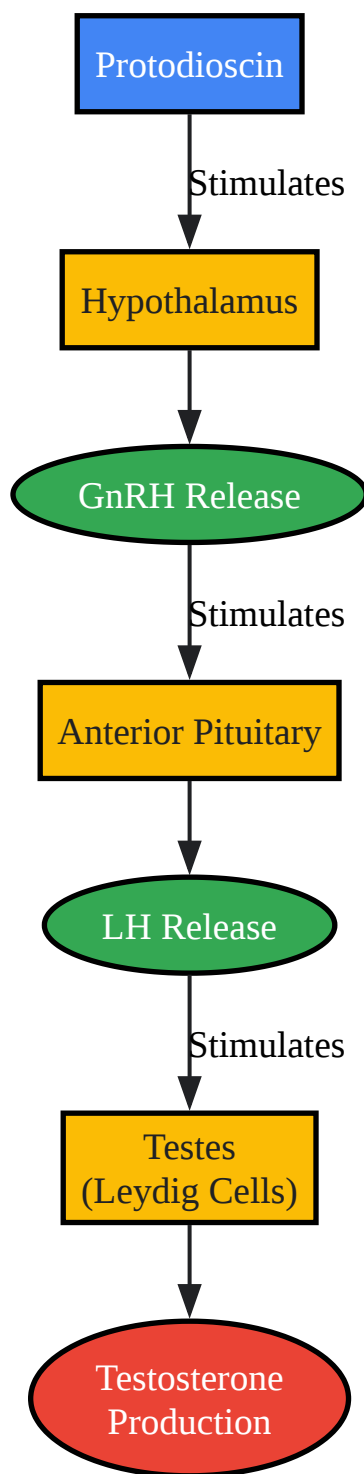 Protodioscin
Stimulates
Hypothalamus
GnRH Release
Stimulates
Anterior Pituitary
LH Release
Stimulates
Testes
(Leydig Cells)
Testosterone
Production